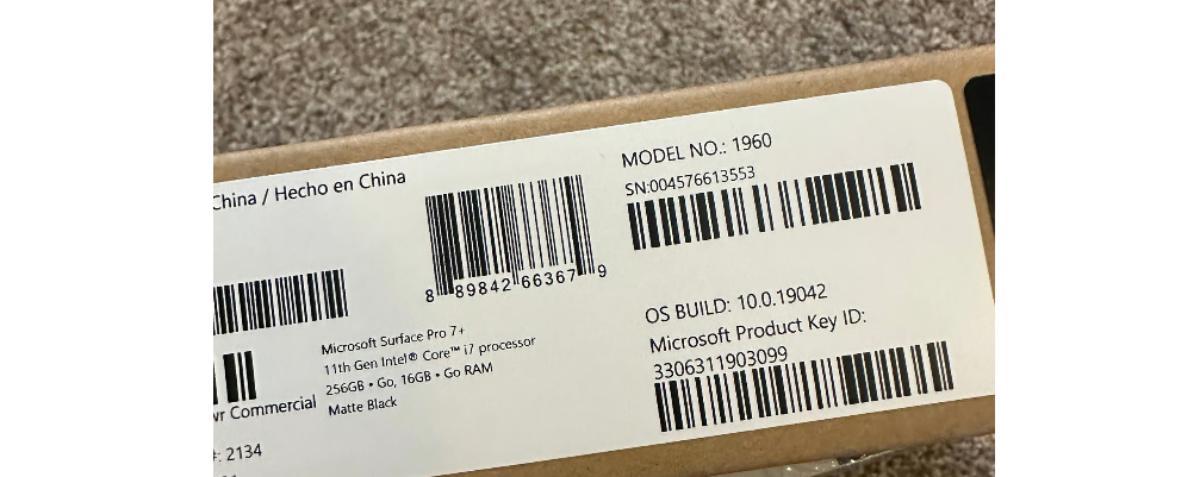 China / Hecho en China
8 89842 66367 9
MODEL NO.: 1960
SN:004576613553
Microsoft Surface Pro 7+
11th Gen Intel® Core™ i7 processor
256GB • Go, 16GB • Go RAM
Matte Black
OS BUILD: 10.0.19042
Microsoft Product Key ID:
3306311903099
wr Commercial
#: 2134